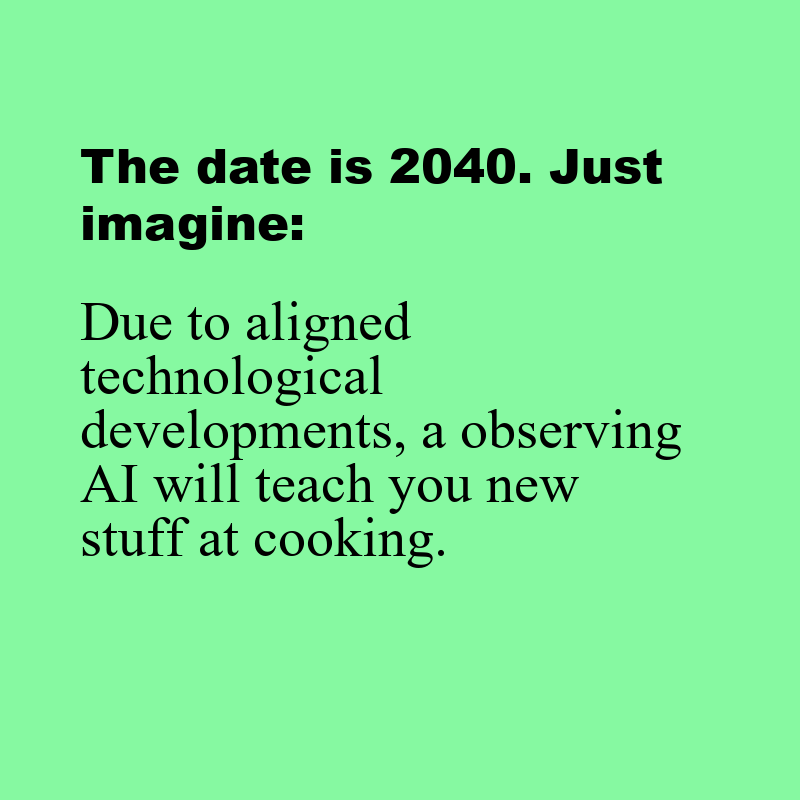 The date is 2040. Just
imagine:
Due to aligned
technological
developments, a observing
AI will teach you new
stuff at cooking.